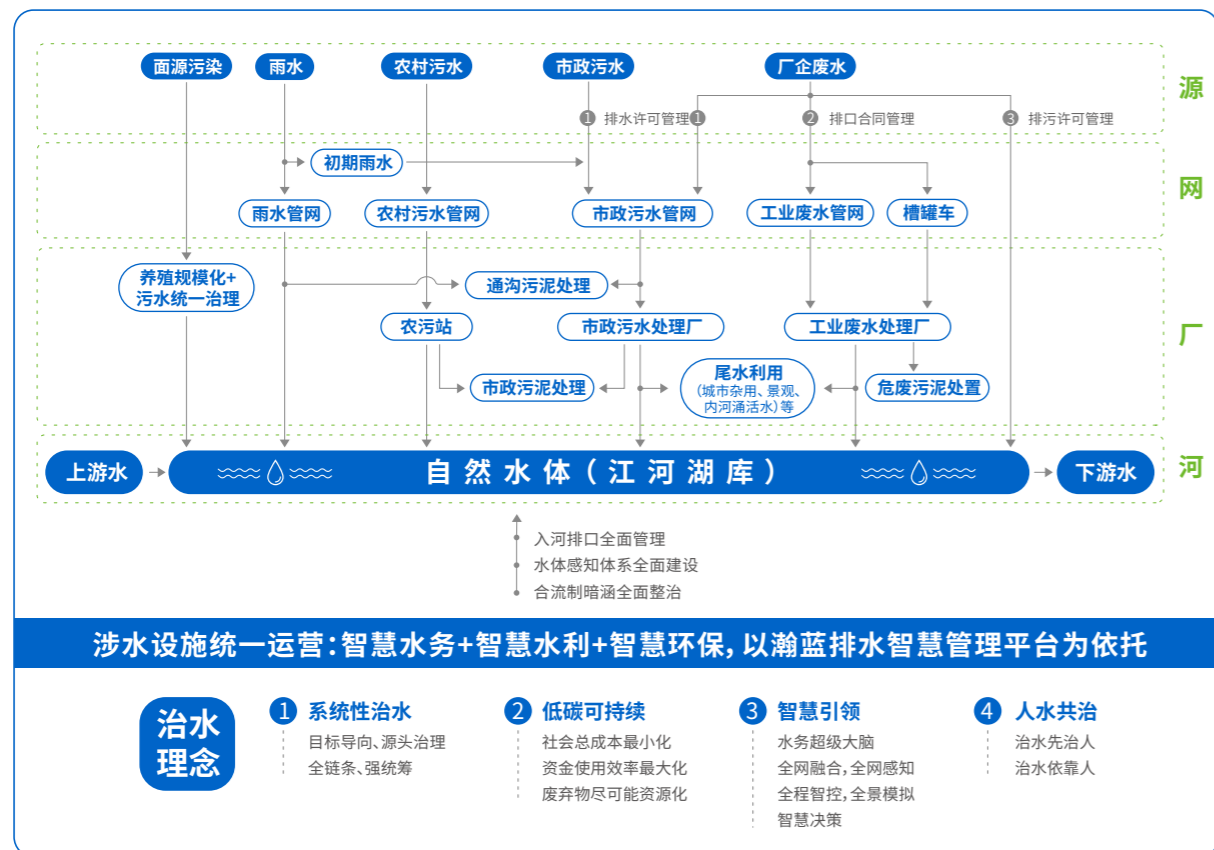 面源污染
雨水
农村污水
市政污水
厂企废水
源
1 排水许可管理 1
2 排口合同管理
3 排污许可管理
初期雨水
网
雨水管网
农村污水管网
市政污水管网
工业废水管网
槽罐车
养殖规模化+
污水统一治理
通沟污泥处理
农污站
市政污水处理厂
工业废水处理厂
厂
市政污泥处理
尾水利用
(城市杂用、景观、
内河涌活水)等
危废污泥处置
上游水
自然水体(江河湖库)
下游水
河
入河排口全面管理
水体感知体系全面建设
合流制暗涵全面整治
涉水设施统一运营:智慧水务+智慧水利+智慧环保,以瀚蓝排水智慧管理平台为依托
治水
理念
1 系统性治水
目标导向、源头治理
全链条、强统筹
2 低碳可持续
社会总成本最小化
资金使用效率最大化
废弃物尽可能资源化
3 智慧引领
水务超级大脑
全网融合,全网感知
全程智控,全景模拟
智慧决策
4 人水共治
治水先治人
治水依靠人